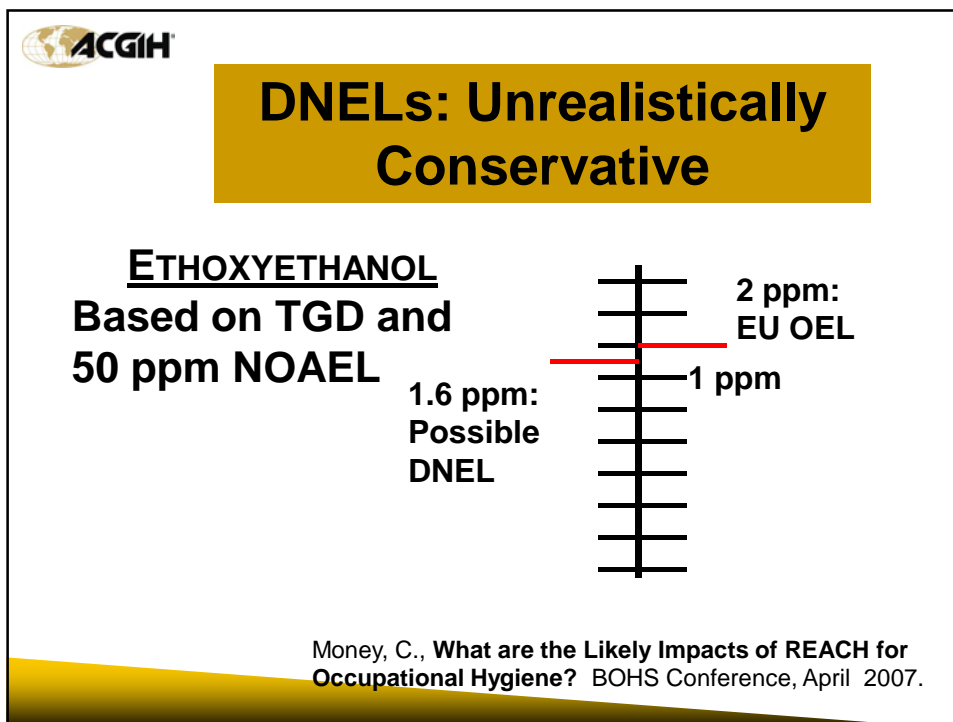 ACGIH
DNELs: Unrealistically
Conservative
ETHOXYETHANOL
Based on TGD and
50 ppm NOAEL
1.6 ppm:
Possible
DNEL
2 ppm:
EU OEL
1 ppm
Money, C., What are the Likely Impacts of REACH for
Occupational Hygiene? BOHS Conference, April 2007.